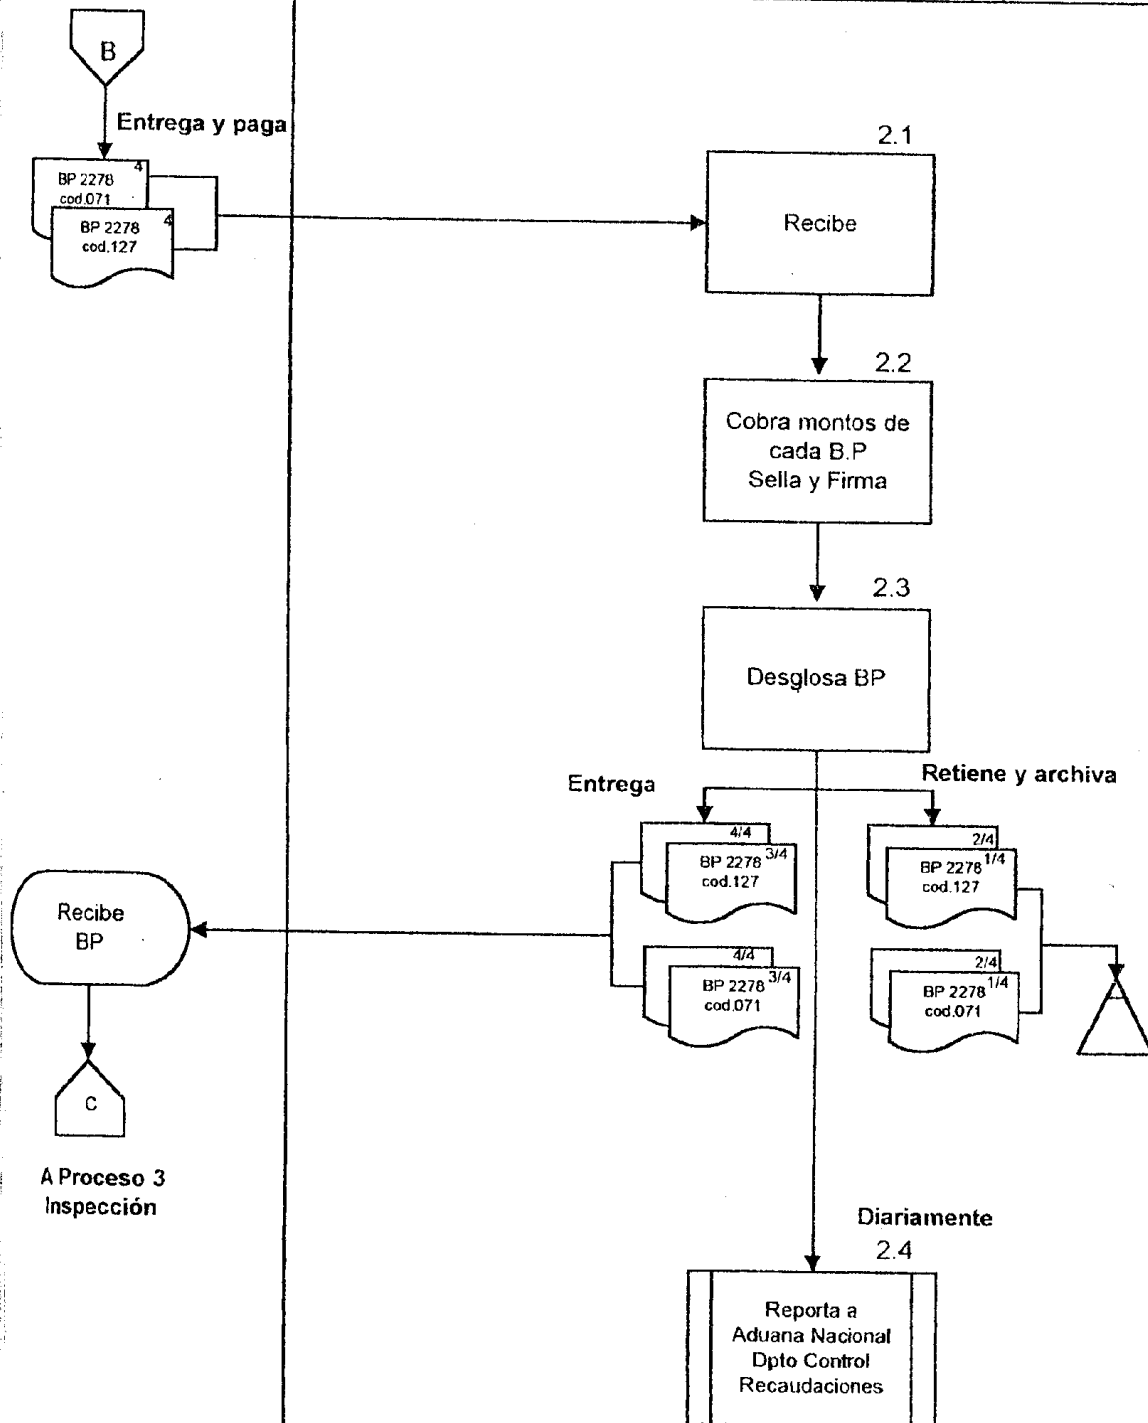 B
Entrega y paga
4
BP 2278
cod.071
4
BP 2278
cod.127
2.1
Recibe
2.2
Cobra montos de
cada B.P
Sella y Firma
2.3
Desglosa BP
Entrega
Retiene y archiva
4/4
3/4
BP 2278
cod.127
2/4
1/4
BP 2278
cod.127
Recibe
BP
4/4
3/4
BP 2278
cod.071
2/4
1/4
BP 2278
cod.071
C
A Proceso 3
Inspección
Diariamente
2.4
Reporta a
Aduana Nacional
Dpto Control
Recaudaciones